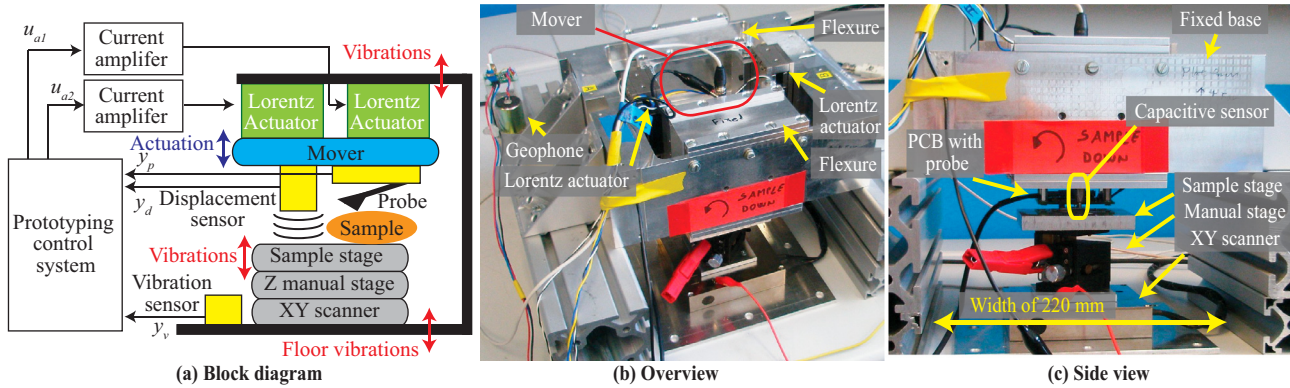 u_a1
Current
amplifer
u_a2
Current
amplifer
Vibrations
Lorentz
Actuator
Lorentz
Actuator
Actuation
Mover
y_p
y_d
Displacement
sensor
Probe
Sample
Prototyping
control
system
Vibrations
Sample stage
Z manual stage
XY scanner
Vibration
sensor
y_v
Floor vibrations
(a) Block diagram
Mover
Flexure
Lorentz
actuator
Geophone
Fixed
Flexure
Lorentz actuator
SAMPLE
DOWN
(b) Overview
Fixed base
Capacitive sensor
PCB with
probe
SAMPLE
DOWN
Sample stage
Manual stage
XY scanner
Width of 220 mm
(c) Side view